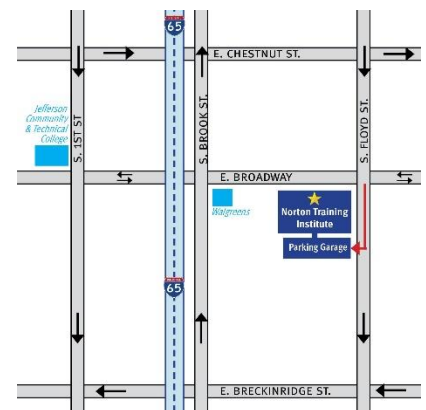 65
E. CHESTNUT ST.
Jefferson
Community
& Technical
College
S. 1ST ST
S. BROOK ST.
S. FLOYD ST.
E. BROADWAY
Walgreens
Norton Training
Institute
Parking Garage
65
E. BRECKINRIDGE ST.